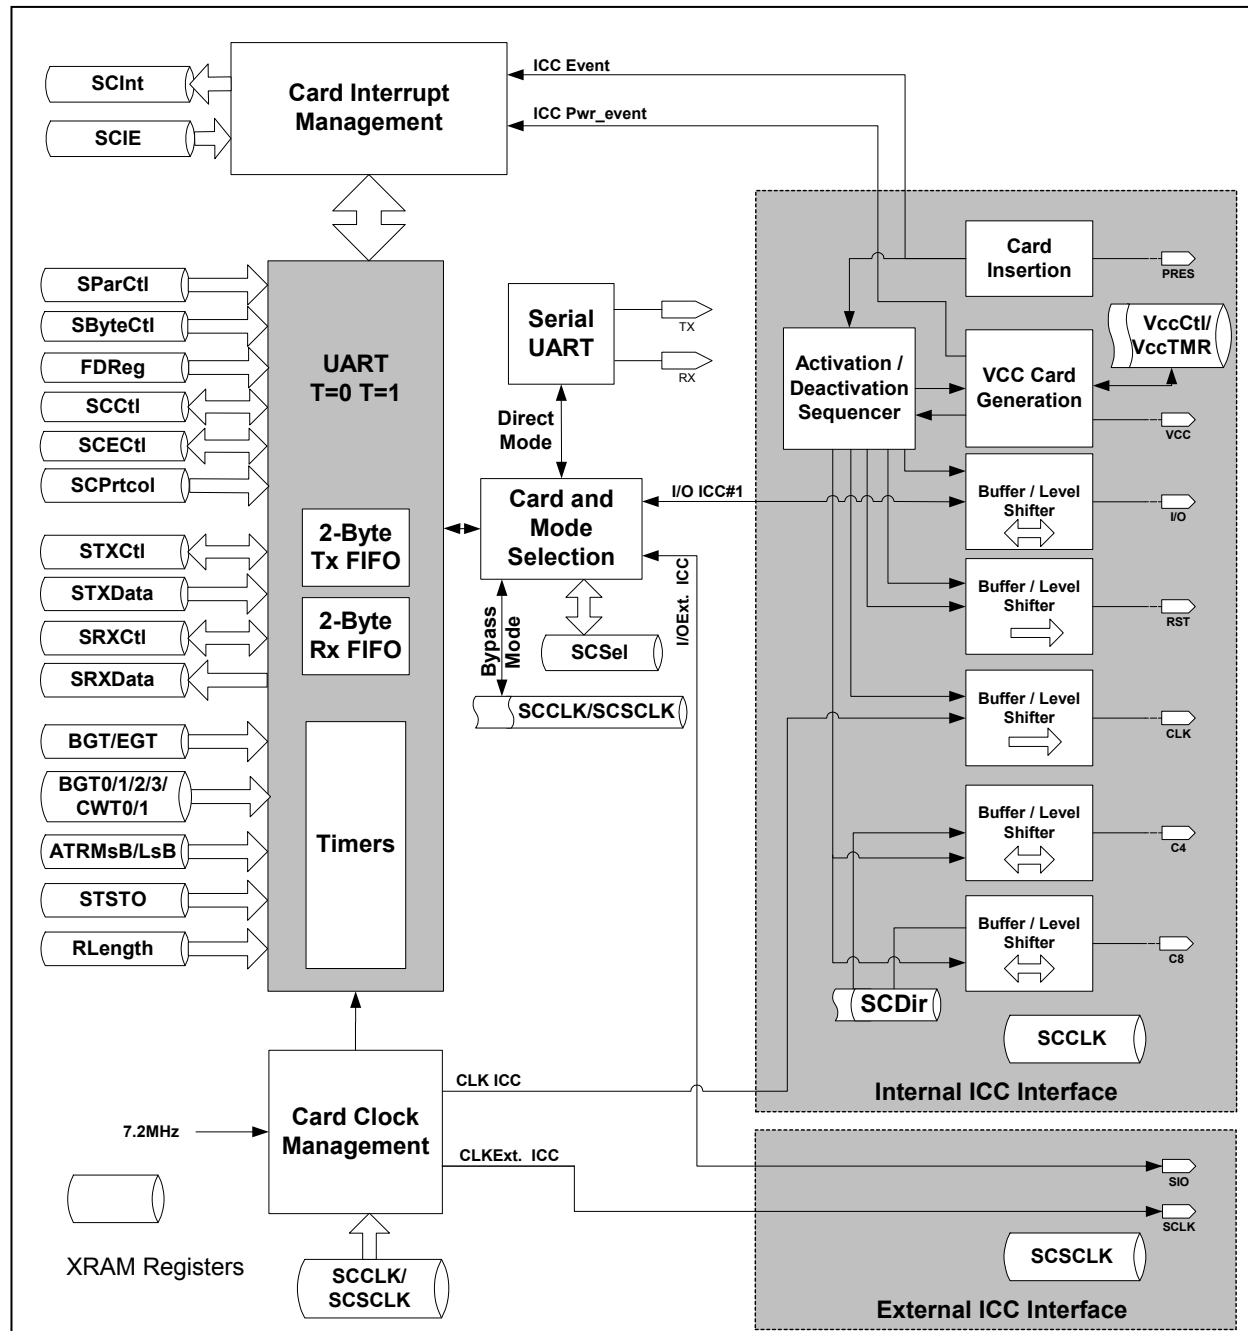 SCInt
SCIE
Card Interrupt
Management
ICC Event
ICC Pwr_event
SParCtl
SByteCtl
FDReg
SCCtl
SCECtl
SCPrtcol
STXCtl
STXData
SRXCtl
SRXData
BGT/EGT
BGT0/1/2/3/
CWT0/1
ATRMsB/LsB
STSTO
RLength
UART
T=0 T=1
2-Byte
Tx FIFO
2-Byte
Rx FIFO
Timers
Serial
UART
TX
RX
Direct
Mode
Card and
Mode
Selection
I/O ICC#1
I/OExt. ICC
Bypass
Mode
SCSel
SCCLK/SCSCLK
Card
Insertion
PRES
Activation /
Deactivation
Sequencer
VCC Card
Generation
VccCtl/
VccTMR
VCC
Buffer / Level
Shifter
I/O
Buffer / Level
Shifter
RST
Buffer / Level
Shifter
CLK
Buffer / Level
Shifter
C4
Buffer / Level
Shifter
C8
SCDir
SCCLK
Internal ICC Interface
7.2MHz
Card Clock
Management
CLK ICC
CLKExt. ICC
SCCLK/
SCSCLK
XRAM Registers
SIO
SCLK
SCSCLK
External ICC Interface